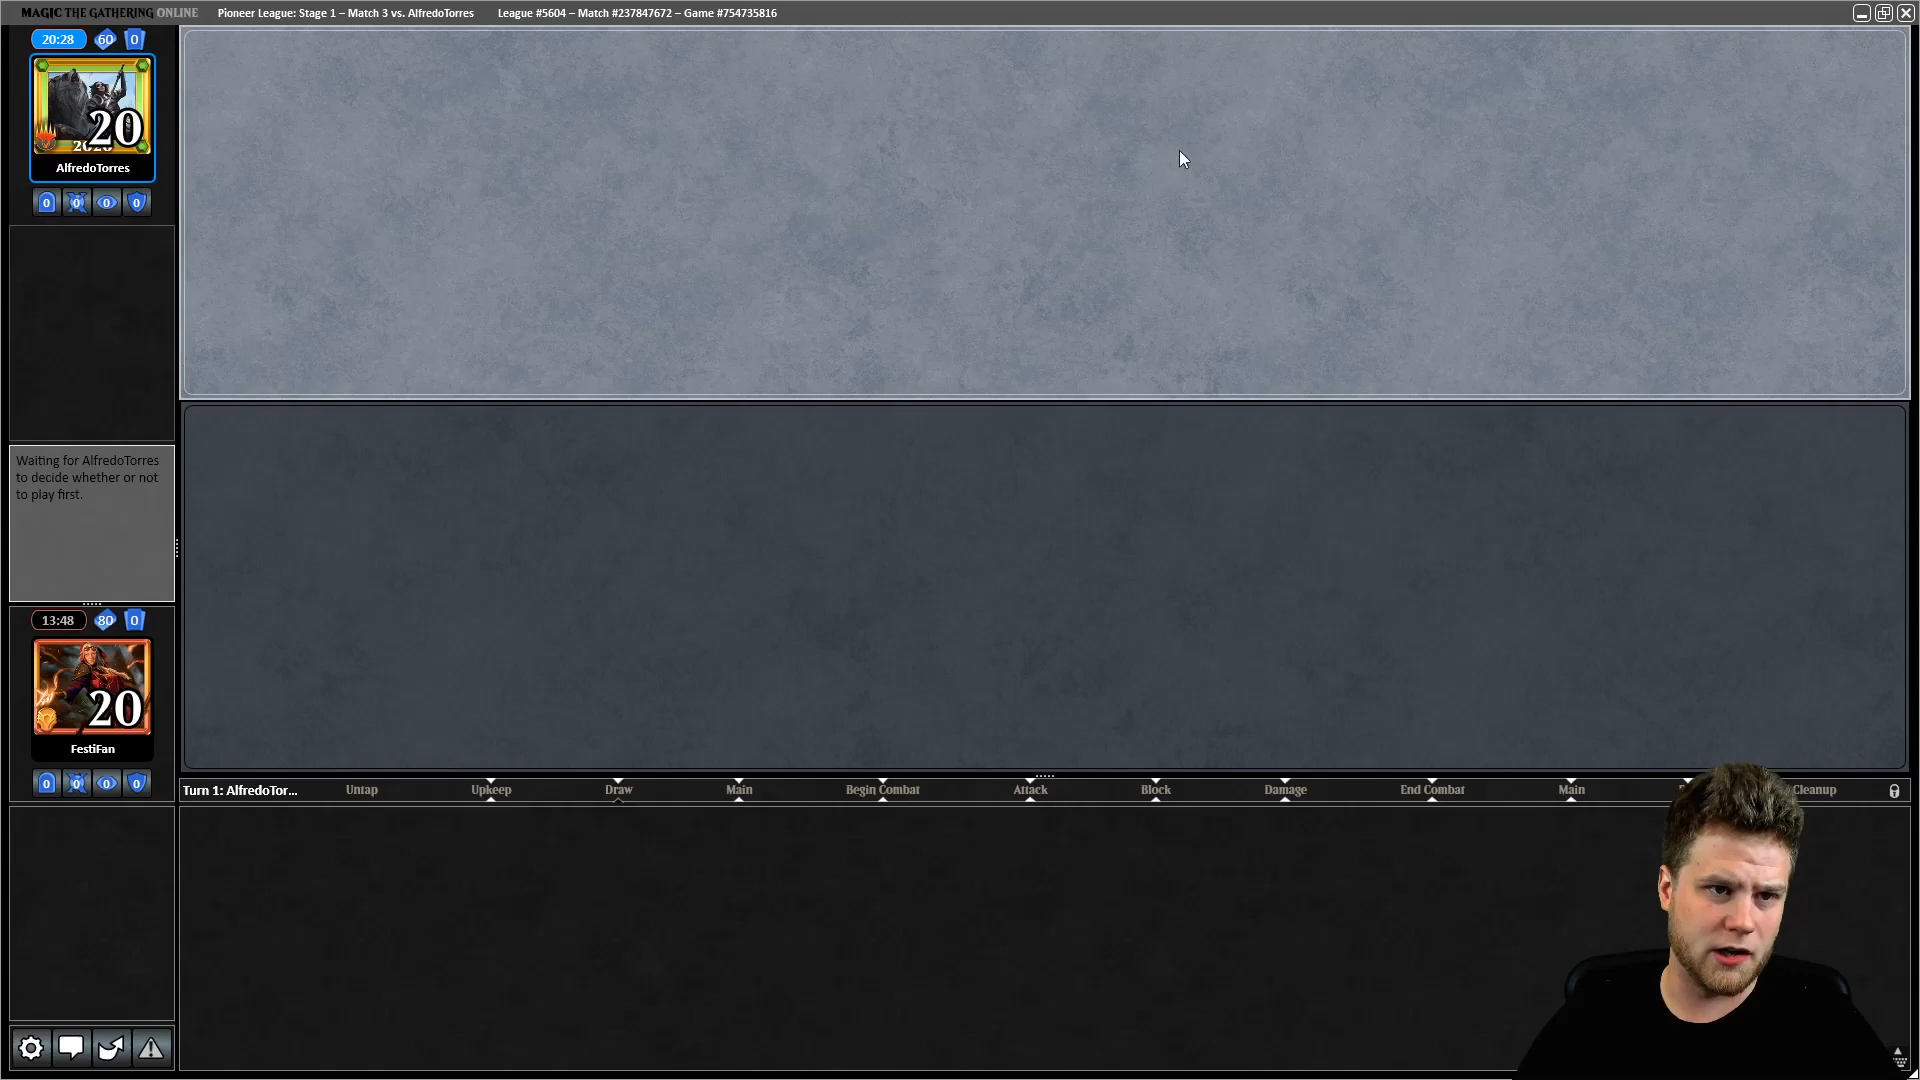 MAGIC THE GATHERING ONLINE
Pioneer League: Stage 1 – Match 3 vs. AlfredoTorres
League #5604 – Match #237847672 – Game #754735816
20:28
60
0
20
AlfredoTorres
0
0
0
0
Waiting for AlfredoTorres
to decide whether or not
to play first.
13:48
80
0
20
FestiFan
0
0
0
0
Turn 1: AlfredoTor...
Untap
Upkeep
Draw
Main
Begin Combat
Attack
Block
Damage
End Combat
Main
Cleanup